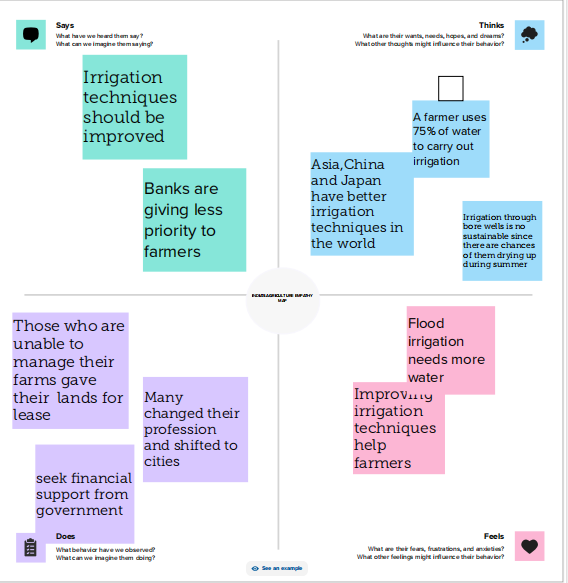 Says
What have we heard them say?
What can we imagine them saying?
Irrigation
techniques
should be
improved
Banks are
giving less
priority to
farmers
Thinks
What are their wants, needs, hopes, and dreams?
What other thoughts might influence their behavior?
A farmer uses
75% of water
to carry out
irrigation
Asia,China
and Japan
have better
irrigation
techniques in
the world
Irrigation through
bore wells is no
sustainable since
there are chances
of them drying up
during summer
INDIAN AGRICULTURE EMPATHY
MAP
Those who are
unable to
manage their
farms gave
their lands for
lease
Many
changed their
profession
and shifted to
cities
seek financial
support from
government
Does
What behavior have we observed?
What can we imagine them doing?
Flood
irrigation
needs more
water
Improving
irrigation
techniques
help
farmers
Feels
What are their fears, frustrations, and anxieties?
What other feelings might influence their behavior?
See an example